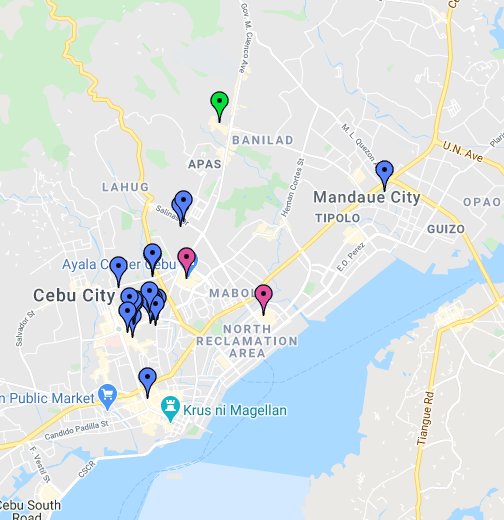 Gov. M. Cuenco Ave
BANILAD
M. L. Quezon
U.N. Ave
APAS
LAHUG
Hernan Cortes St
Mandaue City
OPAO
Salinas
TIPOLO
GUIZO
E.O. Perez
Ayala Center Cebu
Cebu City
MABOLO
Salvador St
NORTH
RECLAMATION
AREA
n Public Market
Krus ni Magellan
Tiangue Rd
Candido Padilla St
F. Vestil St
CSCR
Cebu South
Road